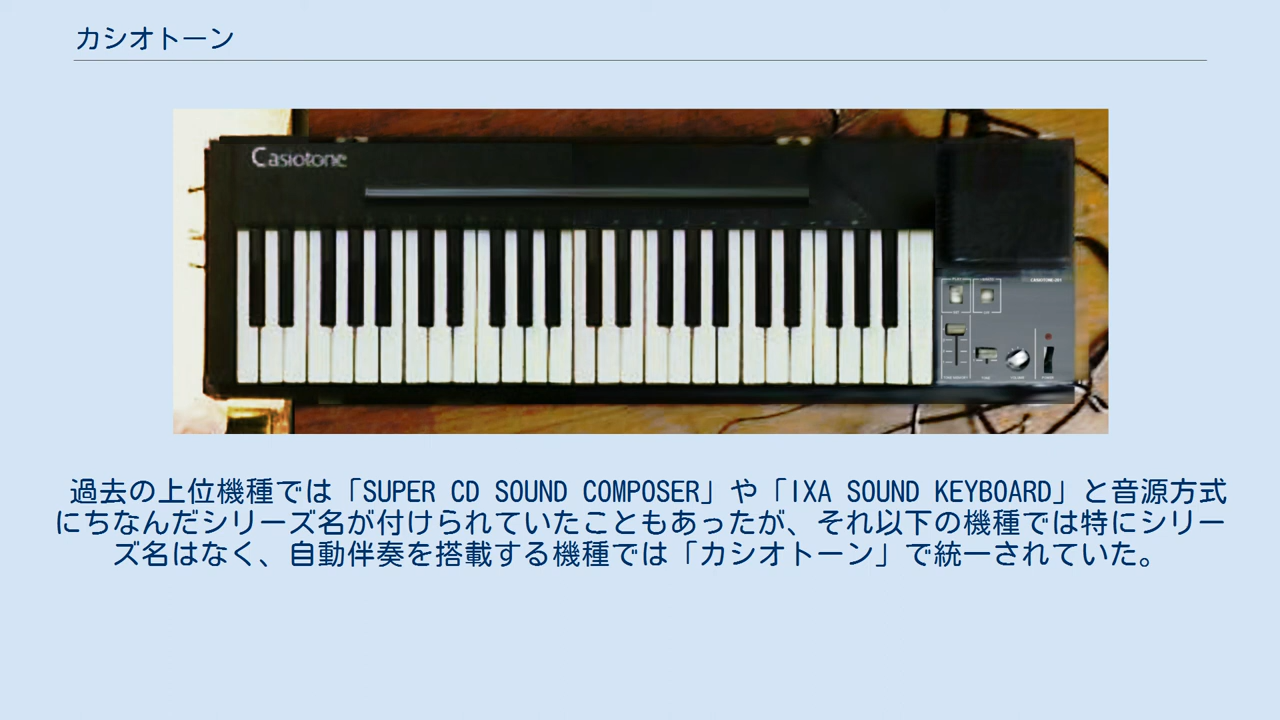 カシオトーン
Casiotone
CASIOTONE 201
過去の上位機種では「SUPER CD SOUND COMPOSER」や「IXA SOUND KEYBOARD」と音源方式
にちなんだシリーズ名が付けられていたこともあったが、それ以下の機種では特にシリー
ズ名はなく、自動伴奏を搭載する機種では「カシオトーン」で統一されていた。